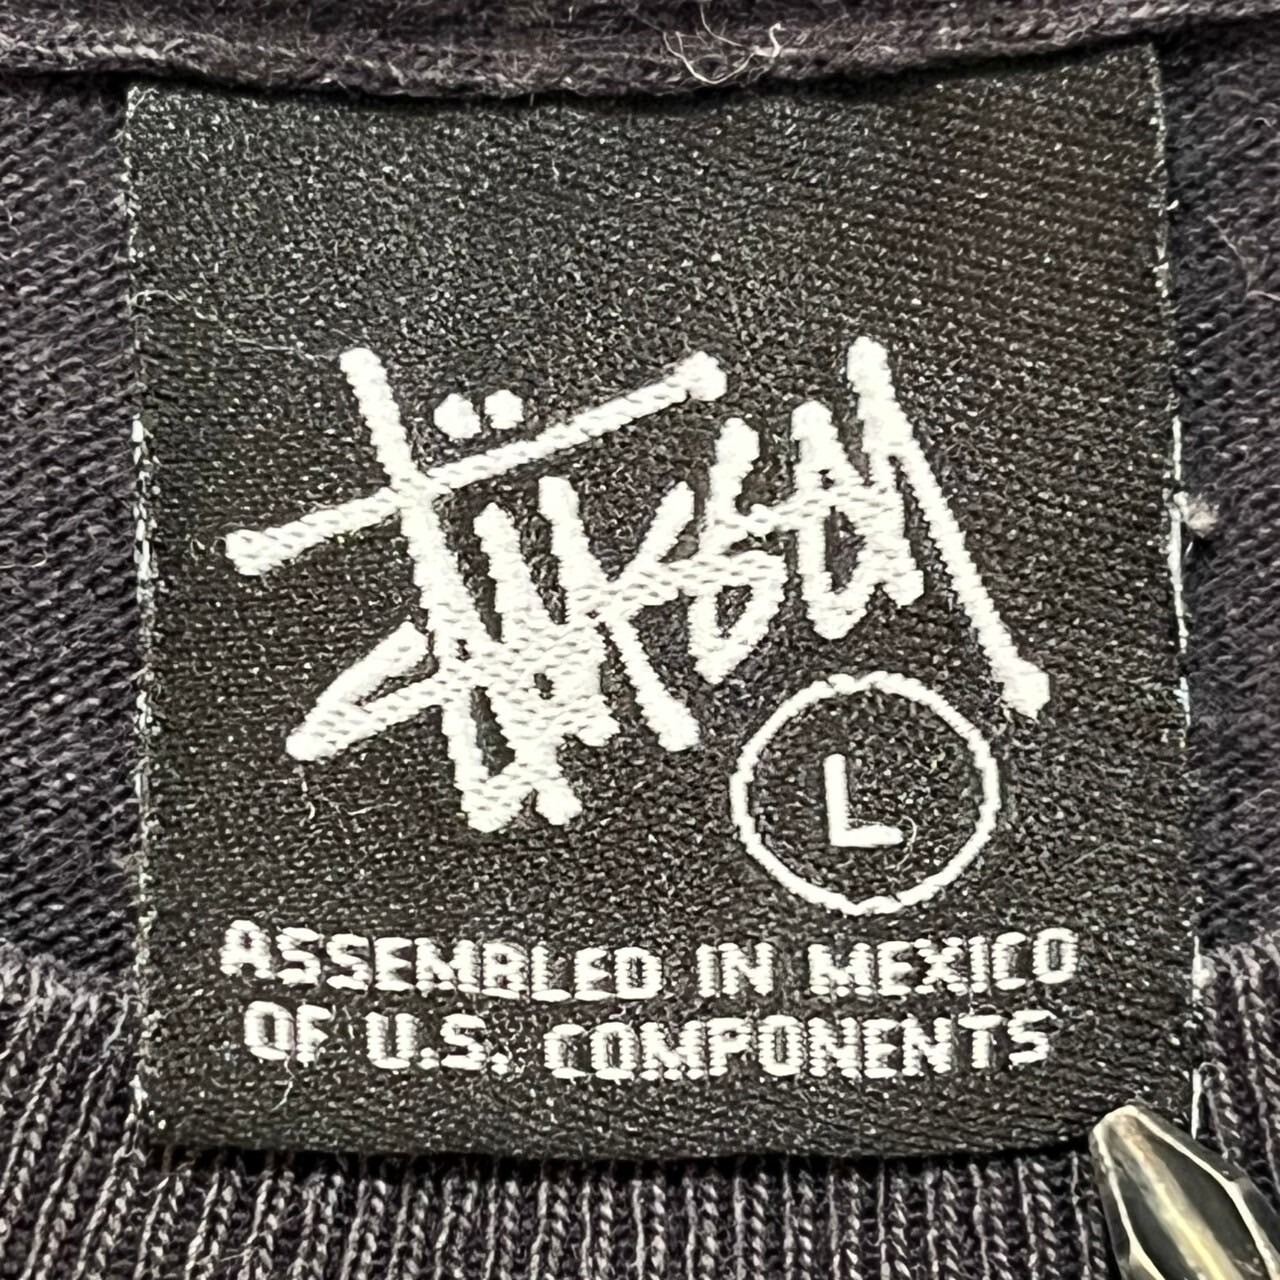 Stüssy
L
ASSEMBLED IN MEXICO
OF U.S. COMPONENTS